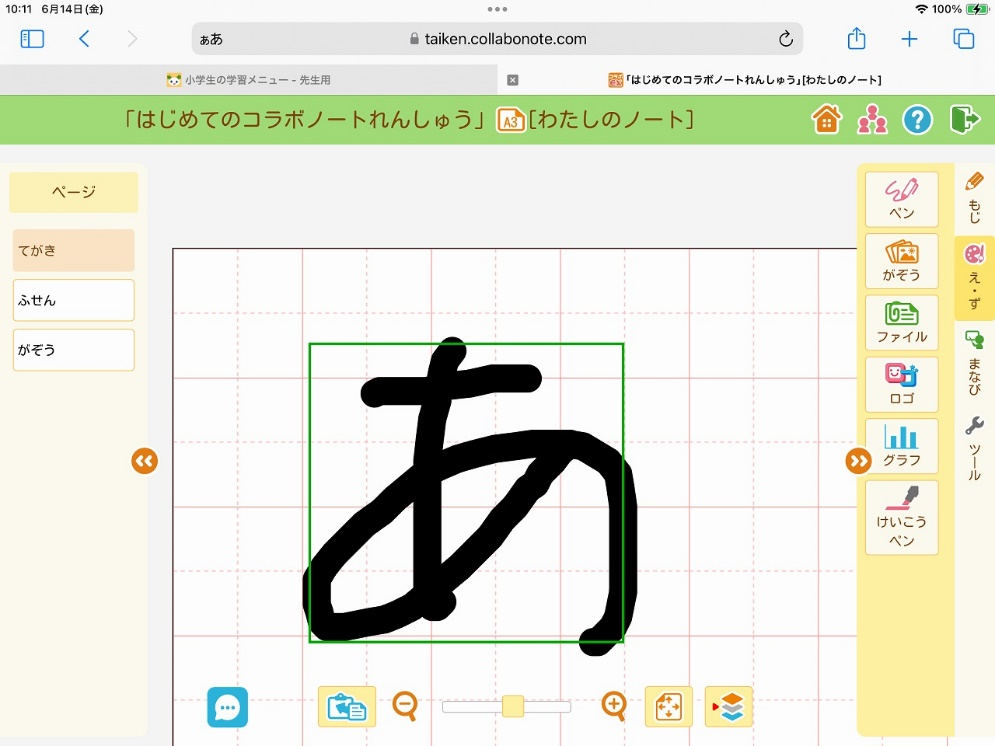 10:11 6月14日(金)
100%
ぁあ
taiken.collabonote.com
小学生の学習メニュー - 先生用
「はじめてのコラボノートれんしゅう」[わたしのノート]
「はじめてのコラボノートれんしゅう」 A3 [わたしのノート]
?
ページ
てがき
ふせん
がぞう
あ
ペン
がぞう
ファイル
ロゴ
グラフ
けいこう
ペン
もじ
え・ず
まなび
ツール